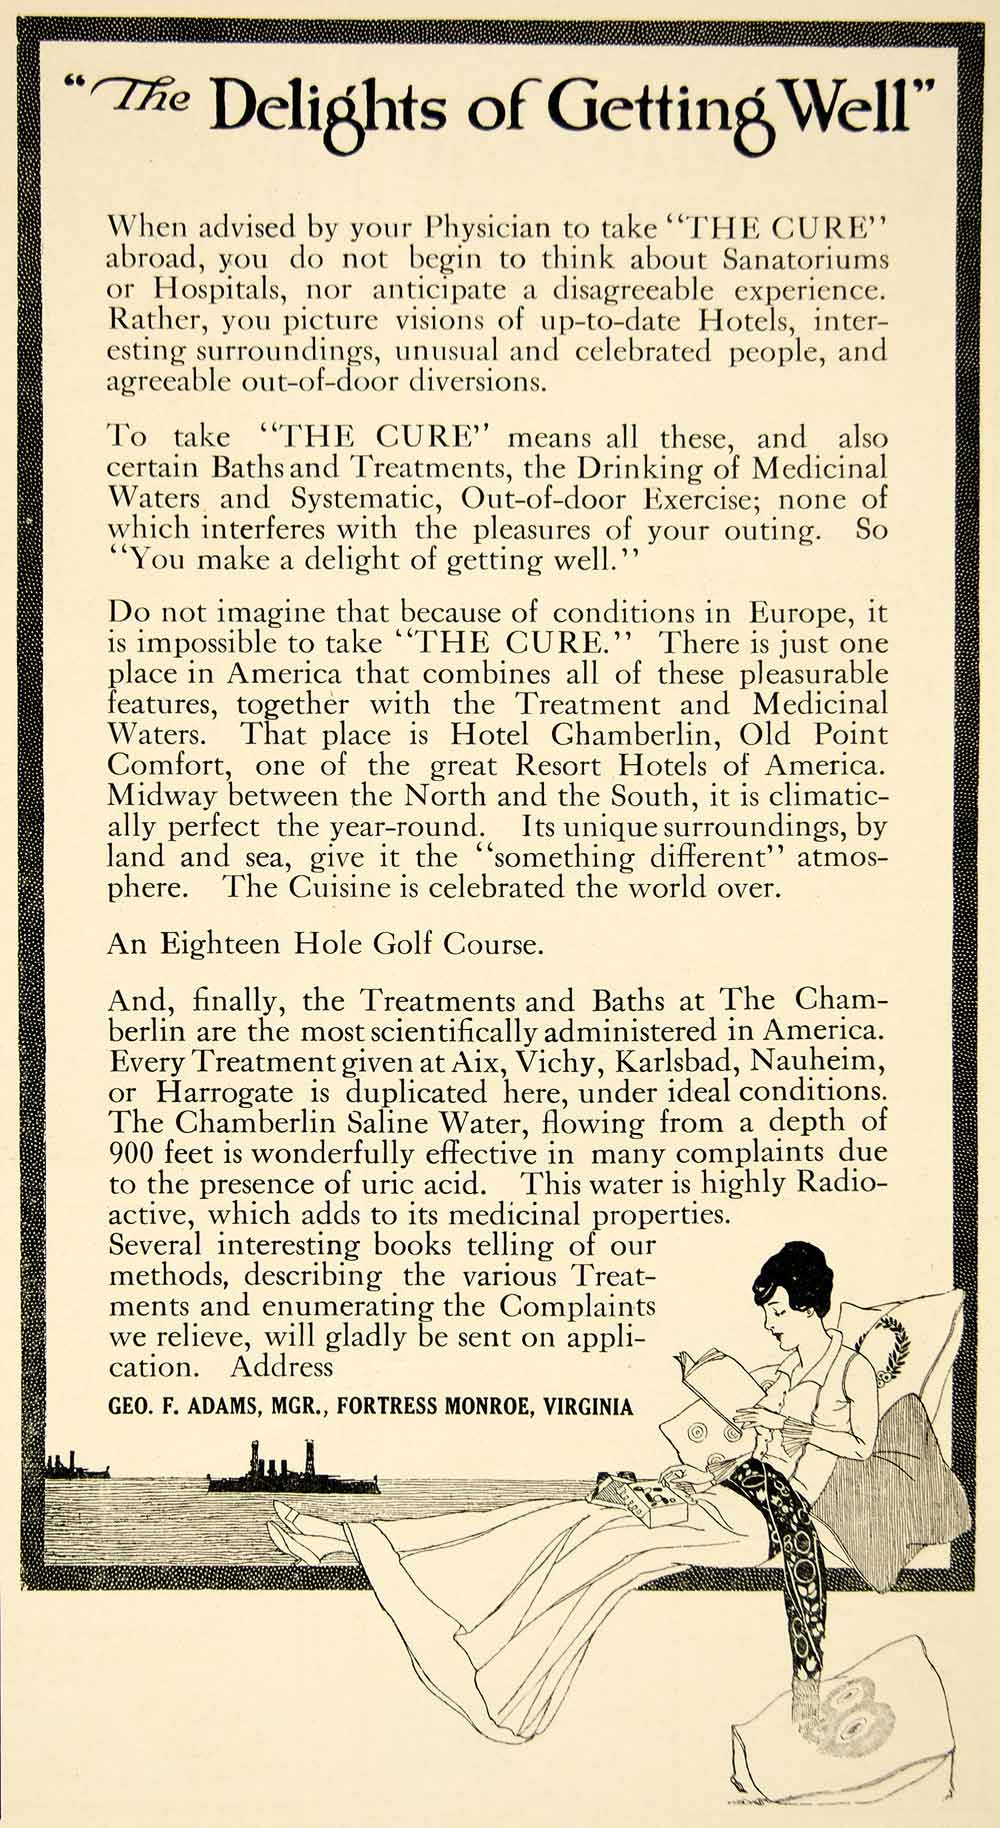 "The Delights of Getting Well"
When advised by your Physician to take "THE CURE"
abroad, you do not begin to think about Sanatoriums
or Hospitals, nor anticipate a disagreeable experience.
Rather, you picture visions of up-to-date Hotels, inter-
esting surroundings, unusual and celebrated people, and
agreeable out-of-door diversions.
To take "THE CURE" means all these, and also
certain Baths and Treatments, the Drinking of Medicinal
Waters and Systematic, Out-of-door Exercise; none of
which interferes with the pleasures of your outing. So
"You make a delight of getting well."
Do not imagine that because of conditions in Europe, it
is impossible to take "THE CURE." There is just one
place in America that combines all of these pleasurable
features, together with the Treatment and Medicinal
Waters. That place is Hotel Chamberlin, Old Point
Comfort, one of the great Resort Hotels of America.
Midway between the North and the South, it is climatic-
ally perfect the year-round. Its unique surroundings, by
land and sea, give it the "something different" atmos-
phere. The Cuisine is celebrated the world over.
An Eighteen Hole Golf Course.
And, finally, the Treatments and Baths at The Cham-
berlin are the most scientifically administered in America.
Every Treatment given at Aix, Vichy, Karlsbad, Nauheim,
or Harrogate is duplicated here, under ideal conditions.
The Chamberlin Saline Water, flowing from a depth of
900 feet is wonderfully effective in many complaints due
to the presence of uric acid. This water is highly Radio-
active, which adds to its medicinal properties.
Several interesting books telling of our
methods, describing the various Treat-
ments and enumerating the Complaints
we relieve, will gladly be sent on appli-
cation. Address
GEO. F. ADAMS, MGR., FORTRESS MONROE, VIRGINIA